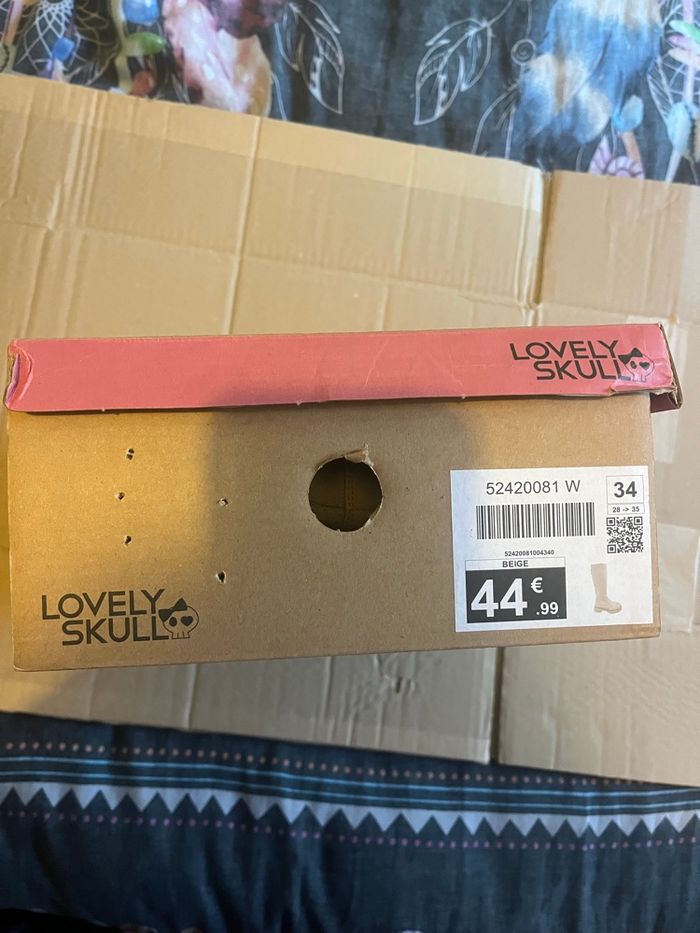 LOVELY
SKULL
52420081 W
34
28 -> 35
52420081004340
BEIGE
44 €
.99
LOVELY
SKULL